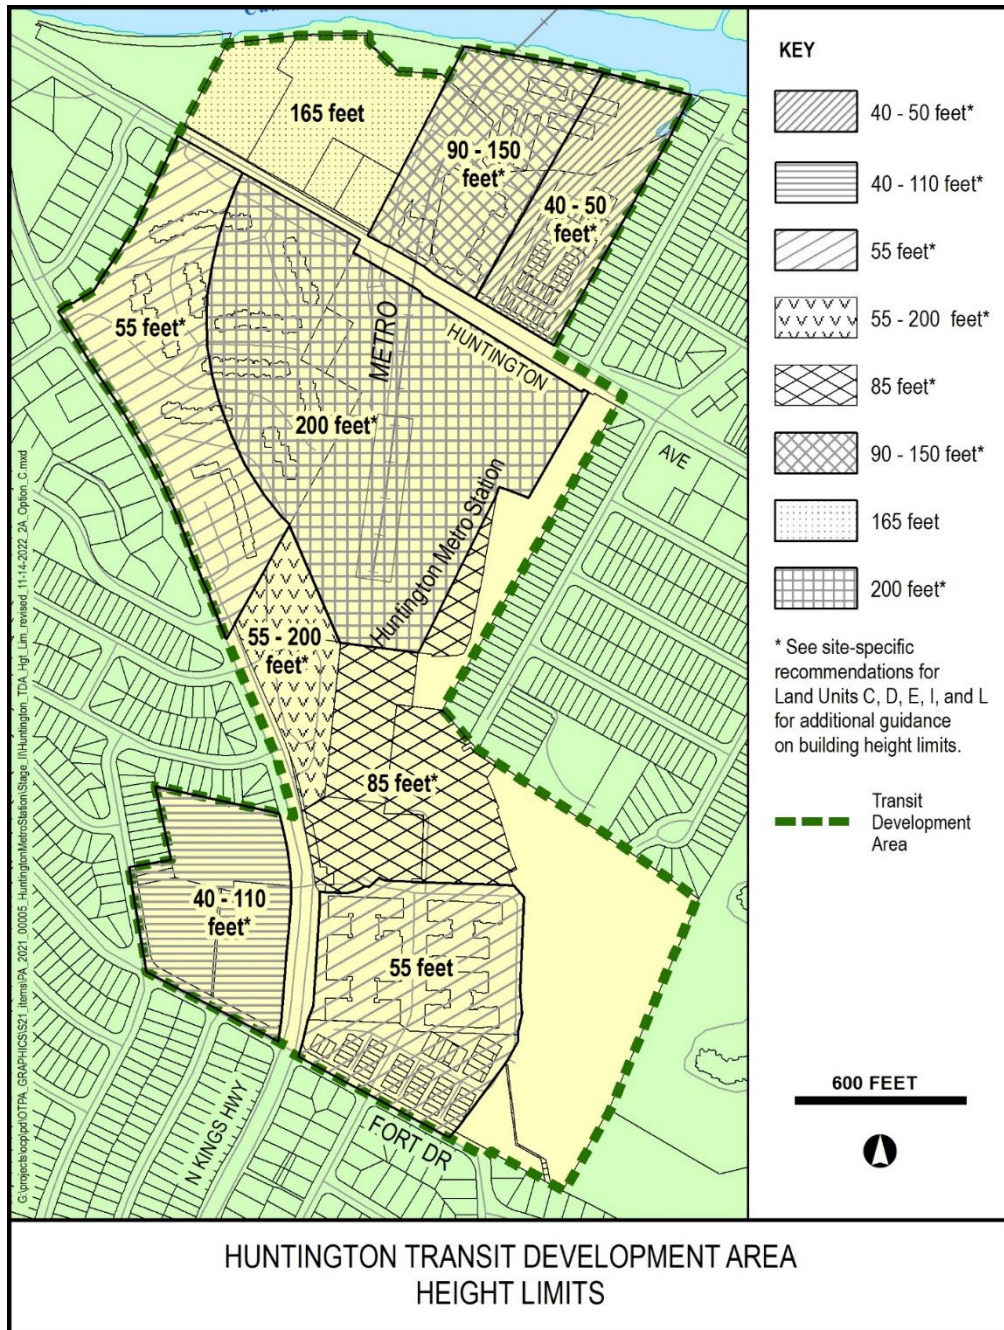 165 feet
90 - 150
feet*
40 - 50
feet*
55 feet*
METRO
HUNTINGTON
200 feet*
AVE
Huntington Metro Station
55 - 200
feet*
85 feet*
40 - 110
feet*
55 feet
N KINGS HWY
FORT DR
KEY
40 - 50 feet*
40 - 110 feet*
55 feet*
55 - 200 feet*
85 feet*
90 - 150 feet*
165 feet
200 feet*
* See site-specific
recommendations for
Land Units C, D, E, I, and L
for additional guidance
on building height limits.
Transit
Development
Area
600 FEET
HUNTINGTON TRANSIT DEVELOPMENT AREA
HEIGHT LIMITS